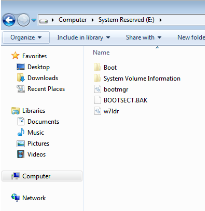 Computer ▸ System Reserved (E:) ▸
Organize ▾ Include in library ▾ Share with ▾ New folde
Name
Favorites
Desktop
Downloads
Recent Places
Libraries
Documents
Music
Pictures
Videos
Computer
Network
Boot
System Volume Information
bootmgr
BOOTSECT.BAK
w7ldr